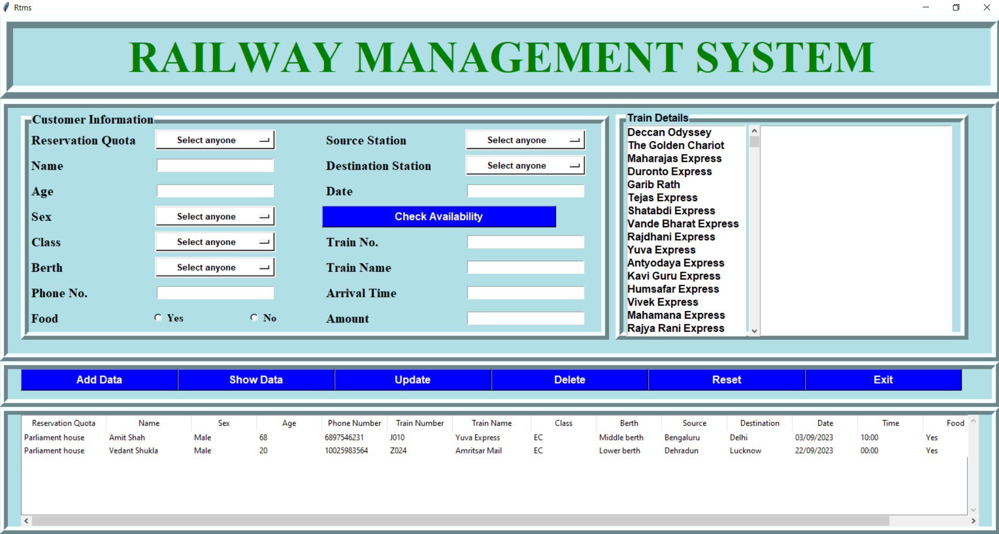 Rtms
RAILWAY MANAGEMENT SYSTEM
Customer Information
Reservation Quota Select anyone Source Station Select anyone
Name Destination Station Select anyone
Age Date
Sex Select anyone Check Availability
Class Select anyone Train No.
Berth Select anyone Train Name
Phone No. Arrival Time
Food Yes No Amount
Train Details
Deccan Odyssey
The Golden Chariot
Maharajas Express
Duronto Express
Garib Rath
Tejas Express
Shatabdi Express
Vande Bharat Express
Rajdhani Express
Yuva Express
Antyodaya Express
Kavi Guru Express
Humsafar Express
Vivek Express
Mahamana Express
Rajya Rani Express
Add Data Show Data Update Delete Reset Exit
Reservation Quota Name Sex Age Phone Number Train Number Train Name Class Berth Source Destination Date Time Food
Parliament house Amit Shah Male 68 6897546231 J010 Yuva Express EC Middle berth Bengaluru Delhi 03/09/2023 10:00 Yes
Parliament house Vedant Shukla Male 20 10025983564 Z024 Amritsar Mail EC Lower berth Dehradun Lucknow 22/09/2023 00:00 Yes